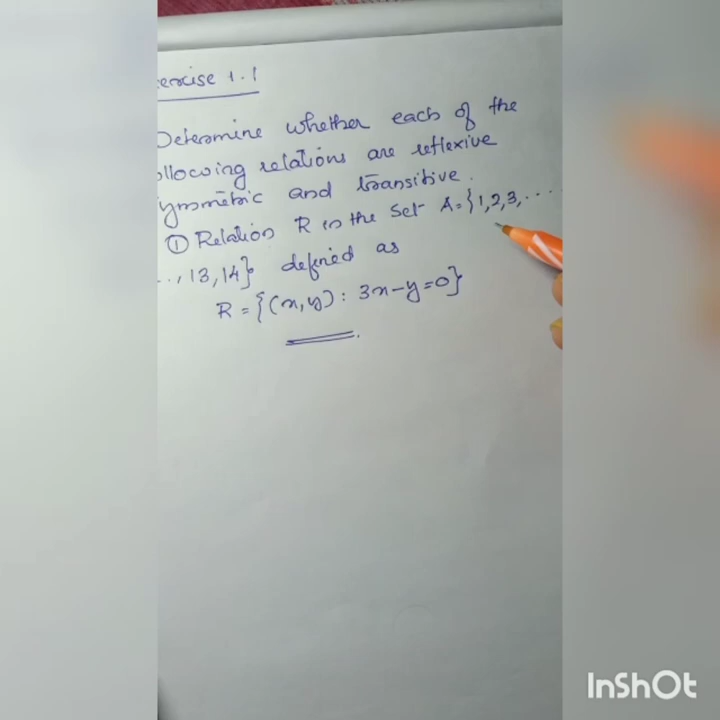 ercise 1.1
Determine whether each of the
ollowing relations are reflexive
ymmetric and transitive.
① Relation R in the set A = {1,2,3,....
..,13,14} defined as
R = {(x,y) : 3x-y=0}
InShOt